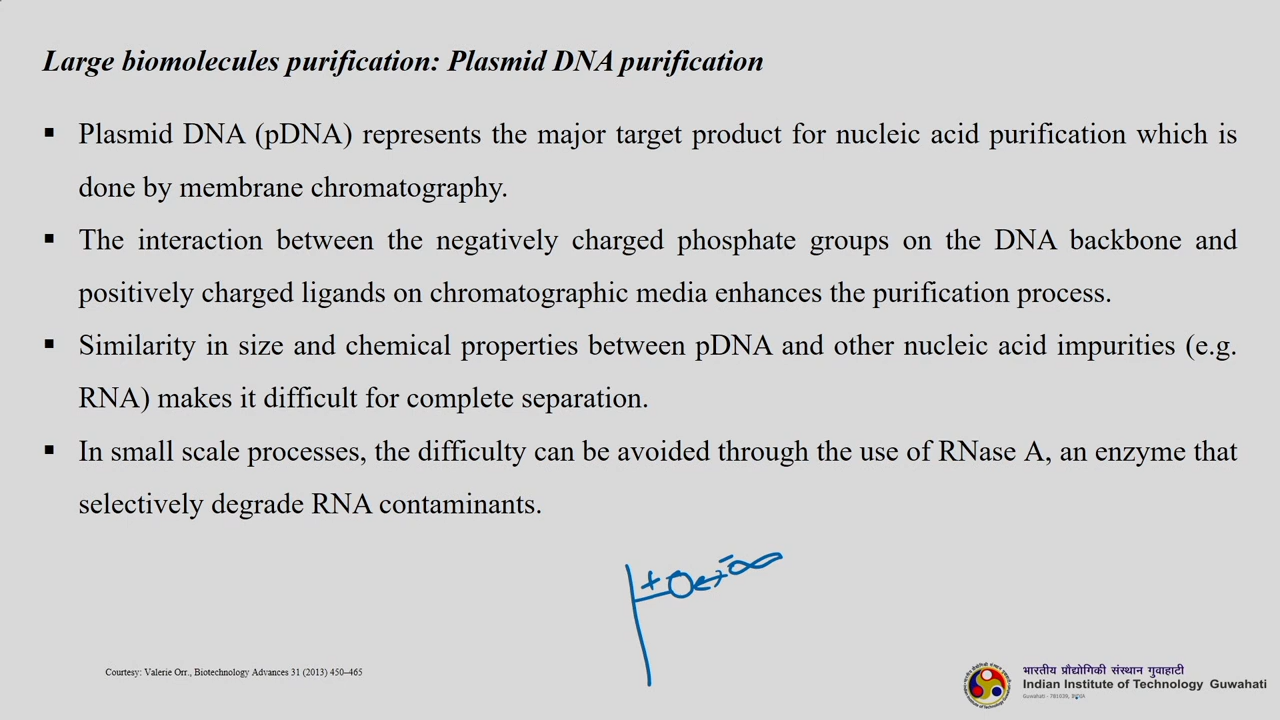 Large biomolecules purification: Plasmid DNA purification
▪ Plasmid DNA (pDNA) represents the major target product for nucleic acid purification which is
done by membrane chromatography.
▪ The interaction between the negatively charged phosphate groups on the DNA backbone and
positively charged ligands on chromatographic media enhances the purification process.
▪ Similarity in size and chemical properties between pDNA and other nucleic acid impurities (e.g.
RNA) makes it difficult for complete separation.
▪ In small scale processes, the difficulty can be avoided through the use of RNase A, an enzyme that
selectively degrade RNA contaminants.
+ −
Courtesy: Valerie Orr., Biotechnology Advances 31 (2013) 450–465
भारतीय प्रौद्योगिकी संस्थान गुवाहाटी
Indian Institute of Technology Guwahati
Guwahati - 781039, INDIA